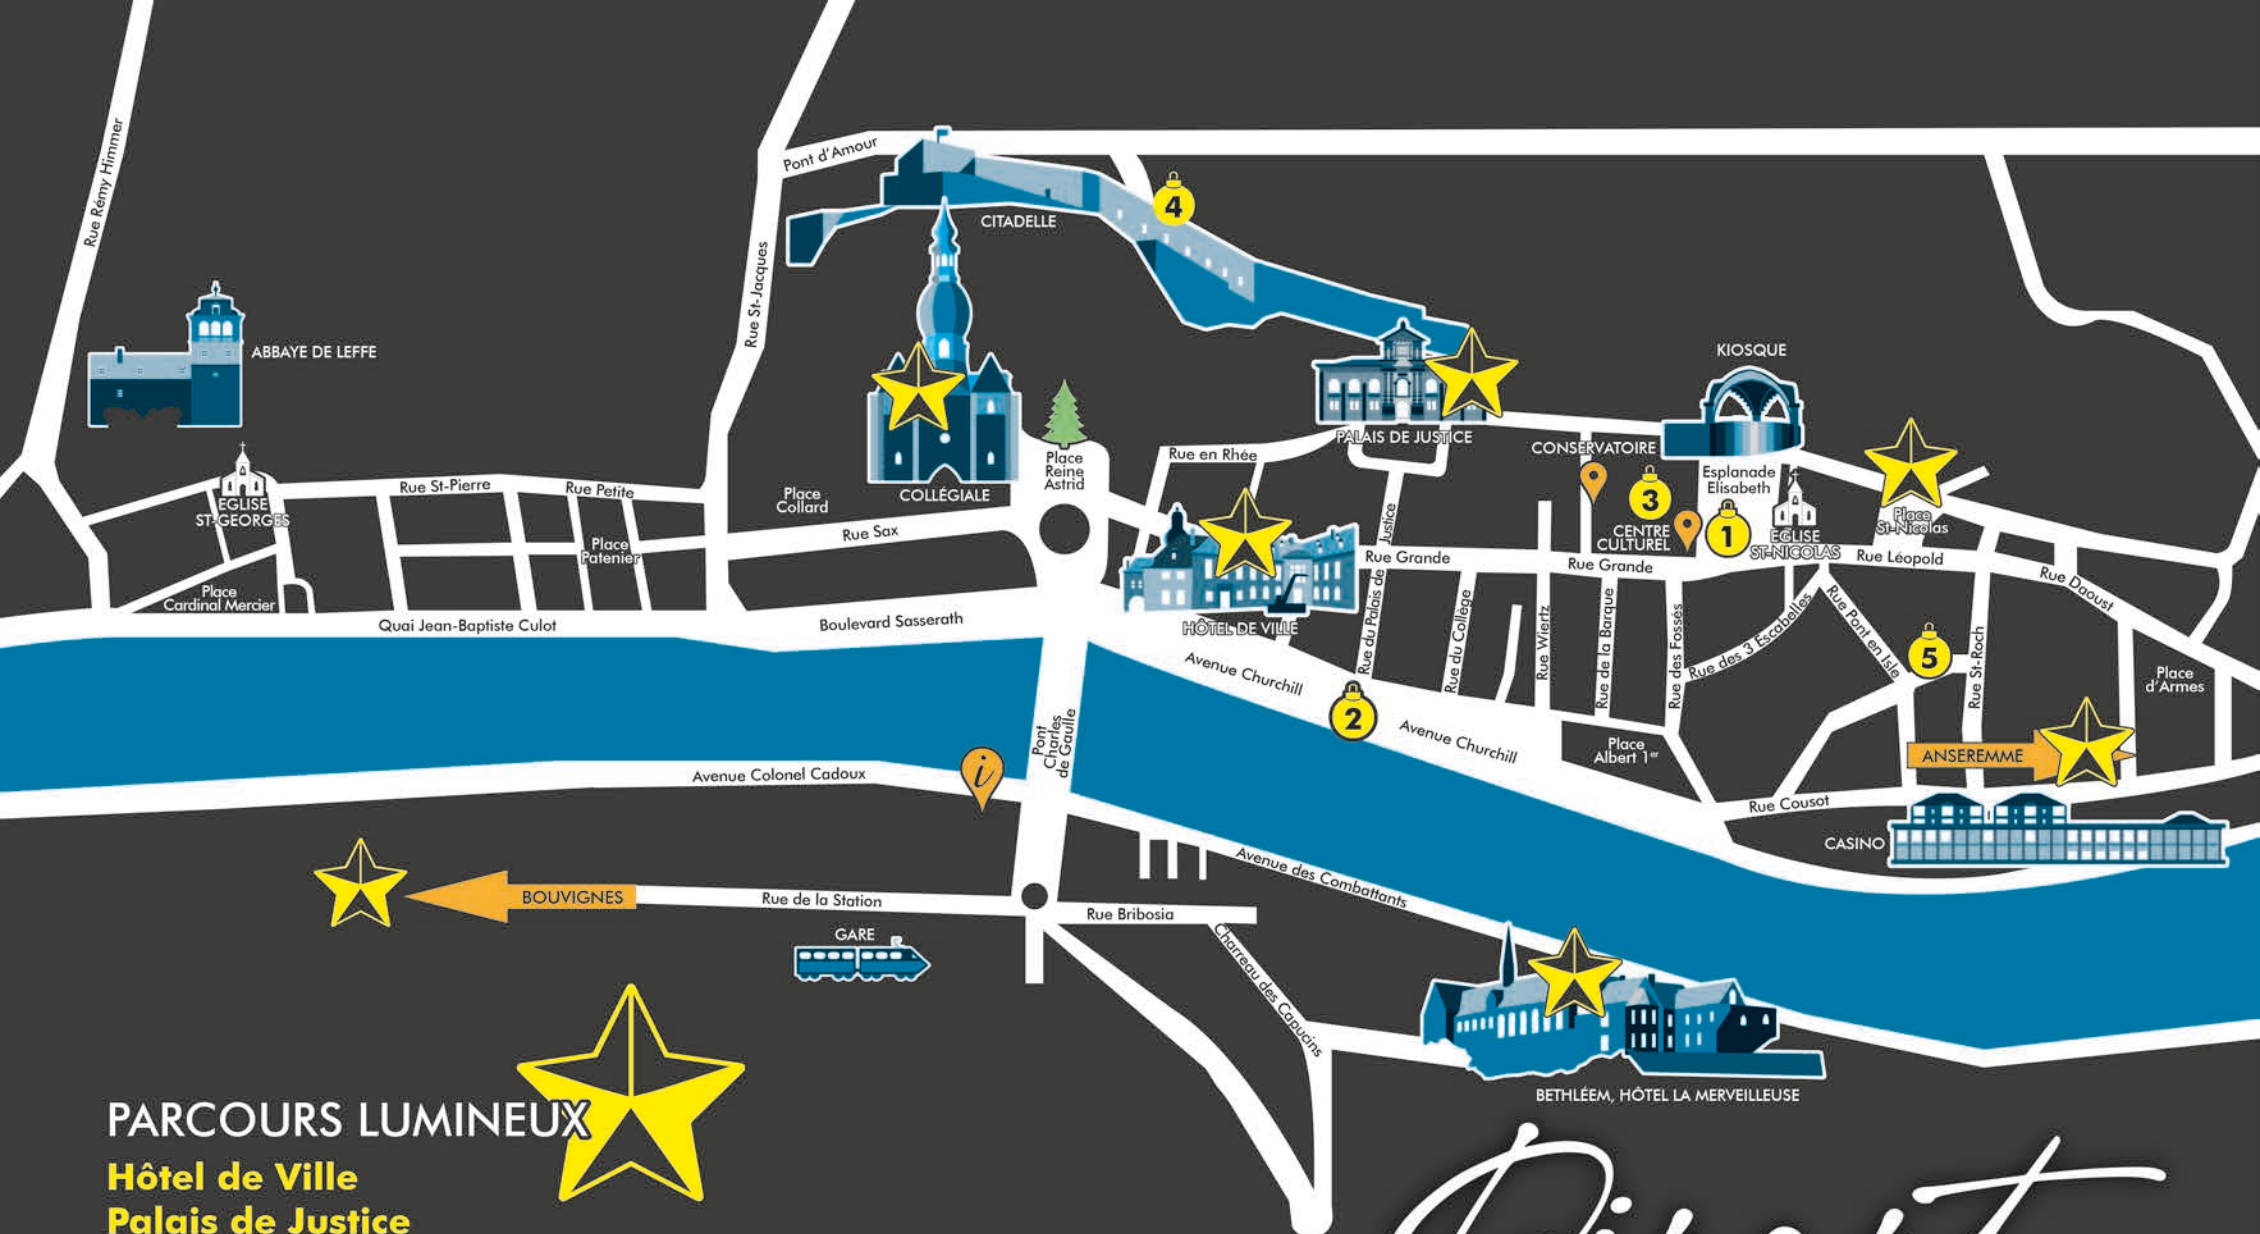 Rue Rémy Himmer
Pont d'Amour
CITADELLE
4
Rue St-Jacques
ABBAYE DE LEFFE
KIOSQUE
PALAIS DE JUSTICE
CONSERVATOIRE
Rue en Rhée
Place
Reine
Astrid
Esplanade
Elisabeth
EGLISE
ST-GEORGES
Rue St-Pierre
Rue Petite
Place
Collard
COLLÉGIALE
3
CENTRE
CULTUREL
1
EGLISE
ST-NICOLAS
Place
St-Nicolas
Rue Sax
Place
Patenier
Rue Grande
Rue Grande
Rue Léopold
Rue Daoust
Place
Cardinal Mercier
Quai Jean-Baptiste Culot
Boulevard Sasserath
HÔTEL DE VILLE
Rue du Palais de Justice
Rue du Collège
Rue Wiertz
Rue de la Barque
Rue des Fossés
Rue des 3 Escabelles
Rue Pont en Isle
5
Rue St-Roch
Place
d'Armes
Avenue Churchill
2
Avenue Churchill
Place
Albert 1er
ANSEREMME
Pont
Charles
de Gaulle
Avenue Colonel Cadoux
i
Rue Cousot
CASINO
Avenue des Combattants
BOUVIGNES
Rue de la Station
Rue Bribosia
GARE
Charreau des Capucins
BETHLÉEM, HÔTEL LA MERVEILLEUSE
PARCOURS LUMINEUX
Hôtel de Ville
Palais de Justice